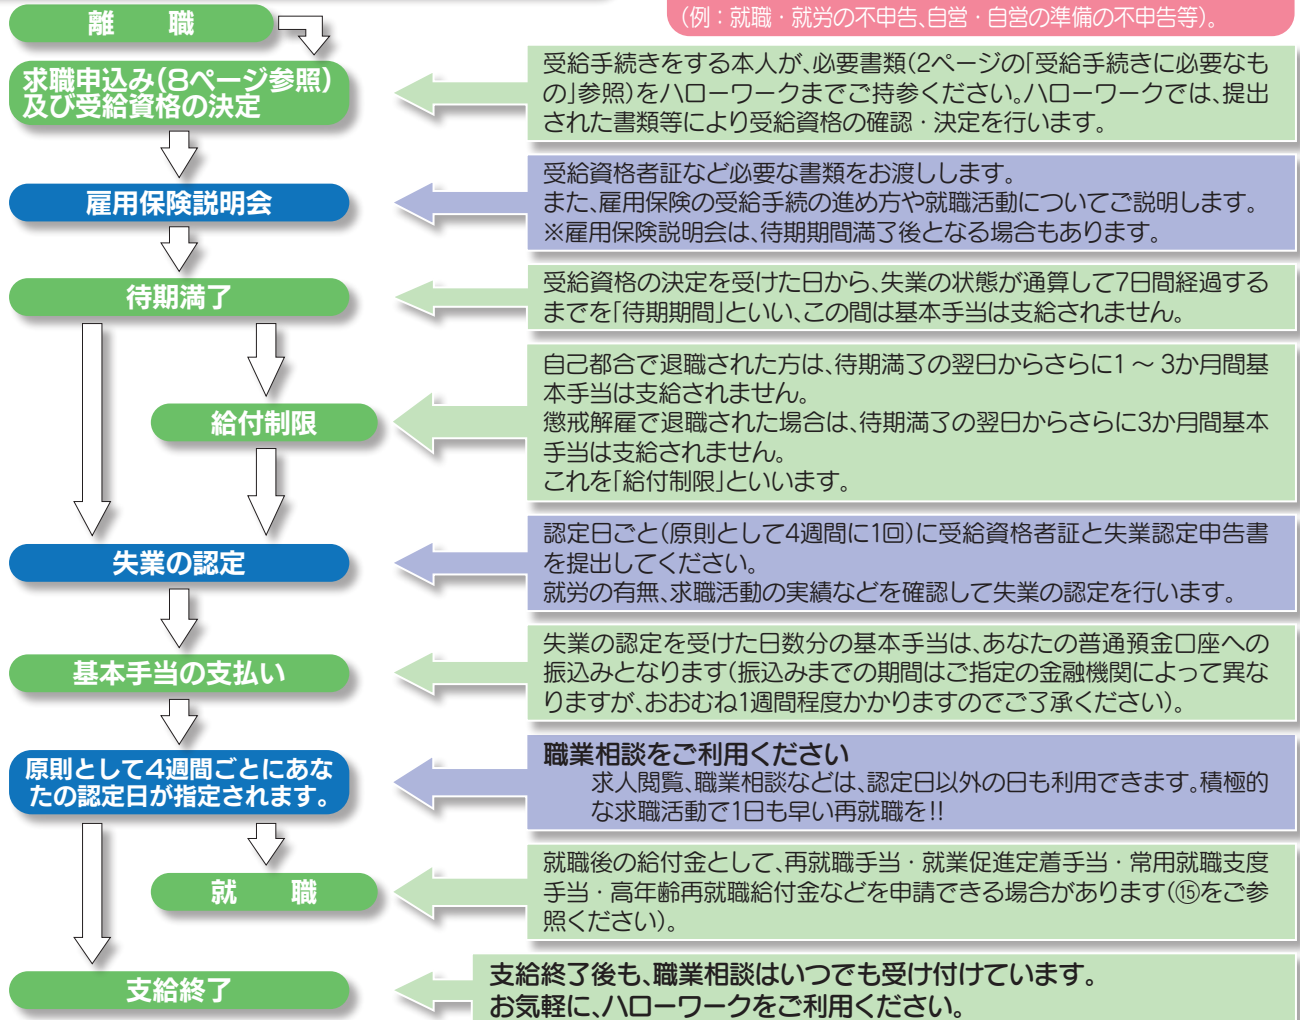 (例：就職・就労の不申告、自営・自営の準備の不申告等)。
離　職
求職申込み(8ページ参照)
及び受給資格の決定
受給手続きをする本人が、必要書類(2ページの「受給手続きに必要なも
の」参照)をハローワークまでご持参ください。ハローワークでは、提出
された書類等により受給資格の確認・決定を行います。
雇用保険説明会
受給資格者証など必要な書類をお渡しします。
また、雇用保険の受給手続の進め方や就職活動についてご説明します。
※雇用保険説明会は、待期期間満了後となる場合もあります。
待期満了
受給資格の決定を受けた日から、失業の状態が通算して7日間経過する
までを「待期期間」といい、この間は基本手当は支給されません。
給付制限
自己都合で退職された方は、待期満了の翌日からさらに1～3か月間基
本手当は支給されません。
懲戒解雇で退職された場合は、待期満了の翌日からさらに3か月間基本
手当は支給されません。
これを「給付制限」といいます。
失業の認定
認定日ごと(原則として4週間に1回)に受給資格者証と失業認定申告書
を提出してください。
就労の有無、求職活動の実績などを確認して失業の認定を行います。
基本手当の支払い
失業の認定を受けた日数分の基本手当は、あなたの普通預金口座への
振込みとなります(振込みまでの期間はご指定の金融機関によって異な
りますが、おおむね1週間程度かかりますのでご了承ください)。
原則として4週間ごとにあな
たの認定日が指定されます。
職業相談をご利用ください
求人閲覧、職業相談などは、認定日以外の日も利用できます。積極的
な求職活動で1日も早い再就職を!!
就　職
就職後の給付金として、再就職手当・就業促進定着手当・常用就職支度
手当・高年齢再就職給付金などを申請できる場合があります(⑮をご参
照ください)。
支給終了
支給終了後も、職業相談はいつでも受け付けています。
お気軽に、ハローワークをご利用ください。